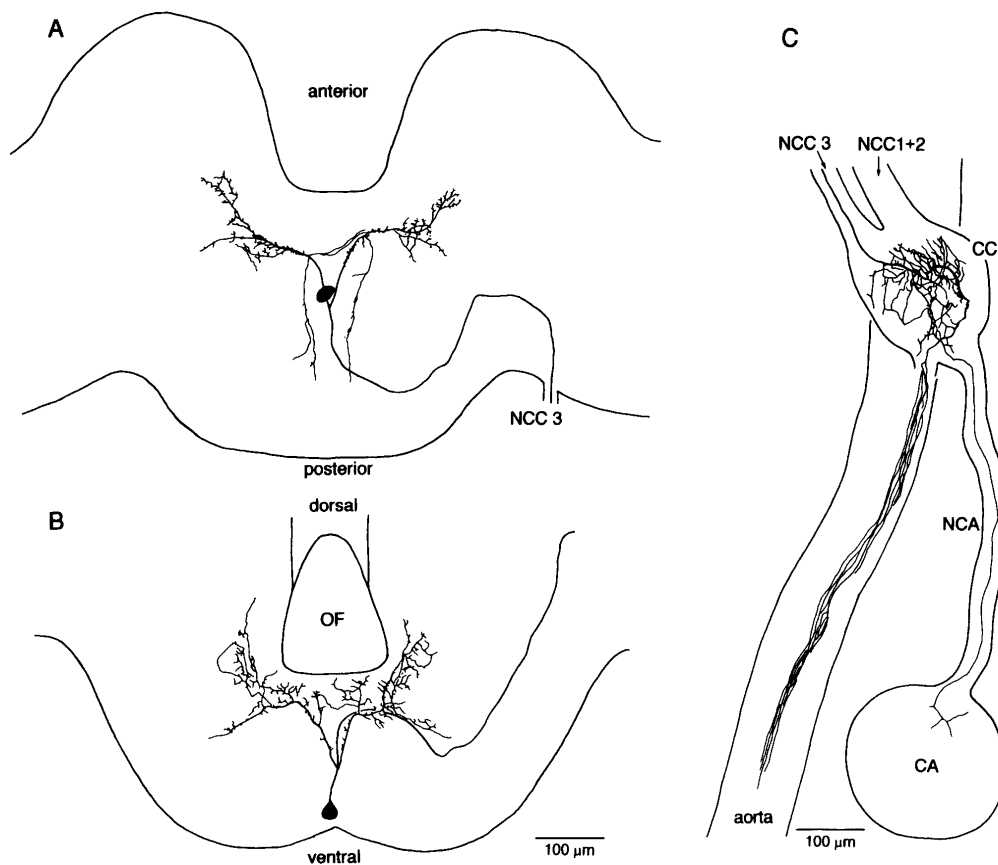 A
anterior
NCC 3
posterior
B
dorsal
OF
ventral
100 µm
C
NCC 3 NCC1+2
CC
NCA
CA
aorta
100 µm